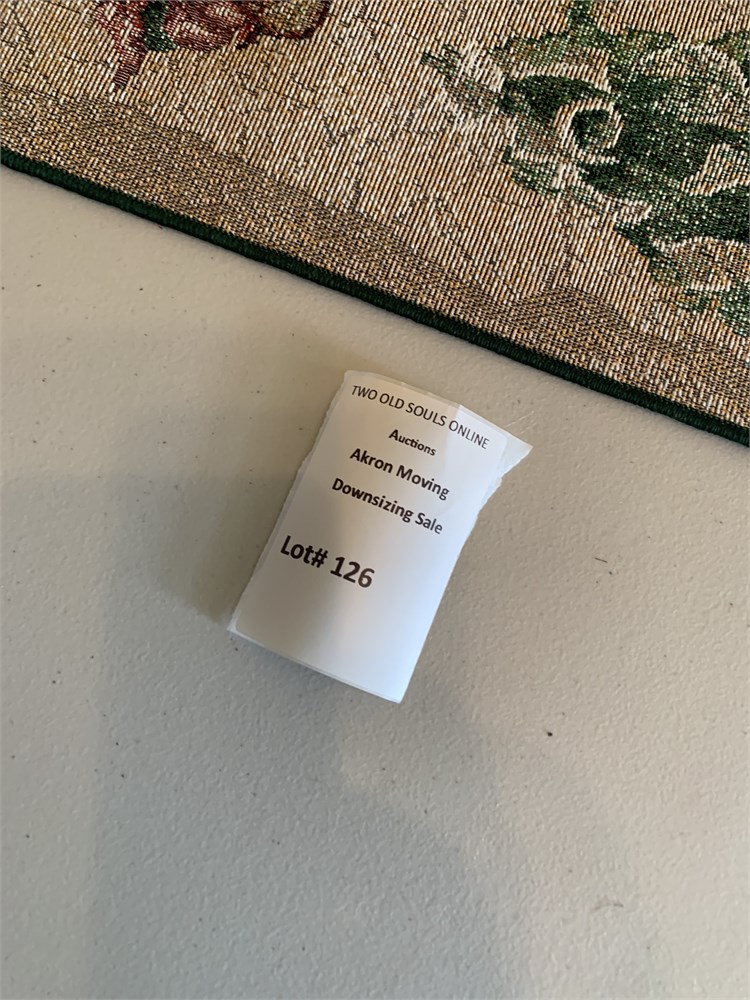 TWO OLD SOULS ONLINE
Auctions
Akron Moving
Downsizing Sale
Lot# 126